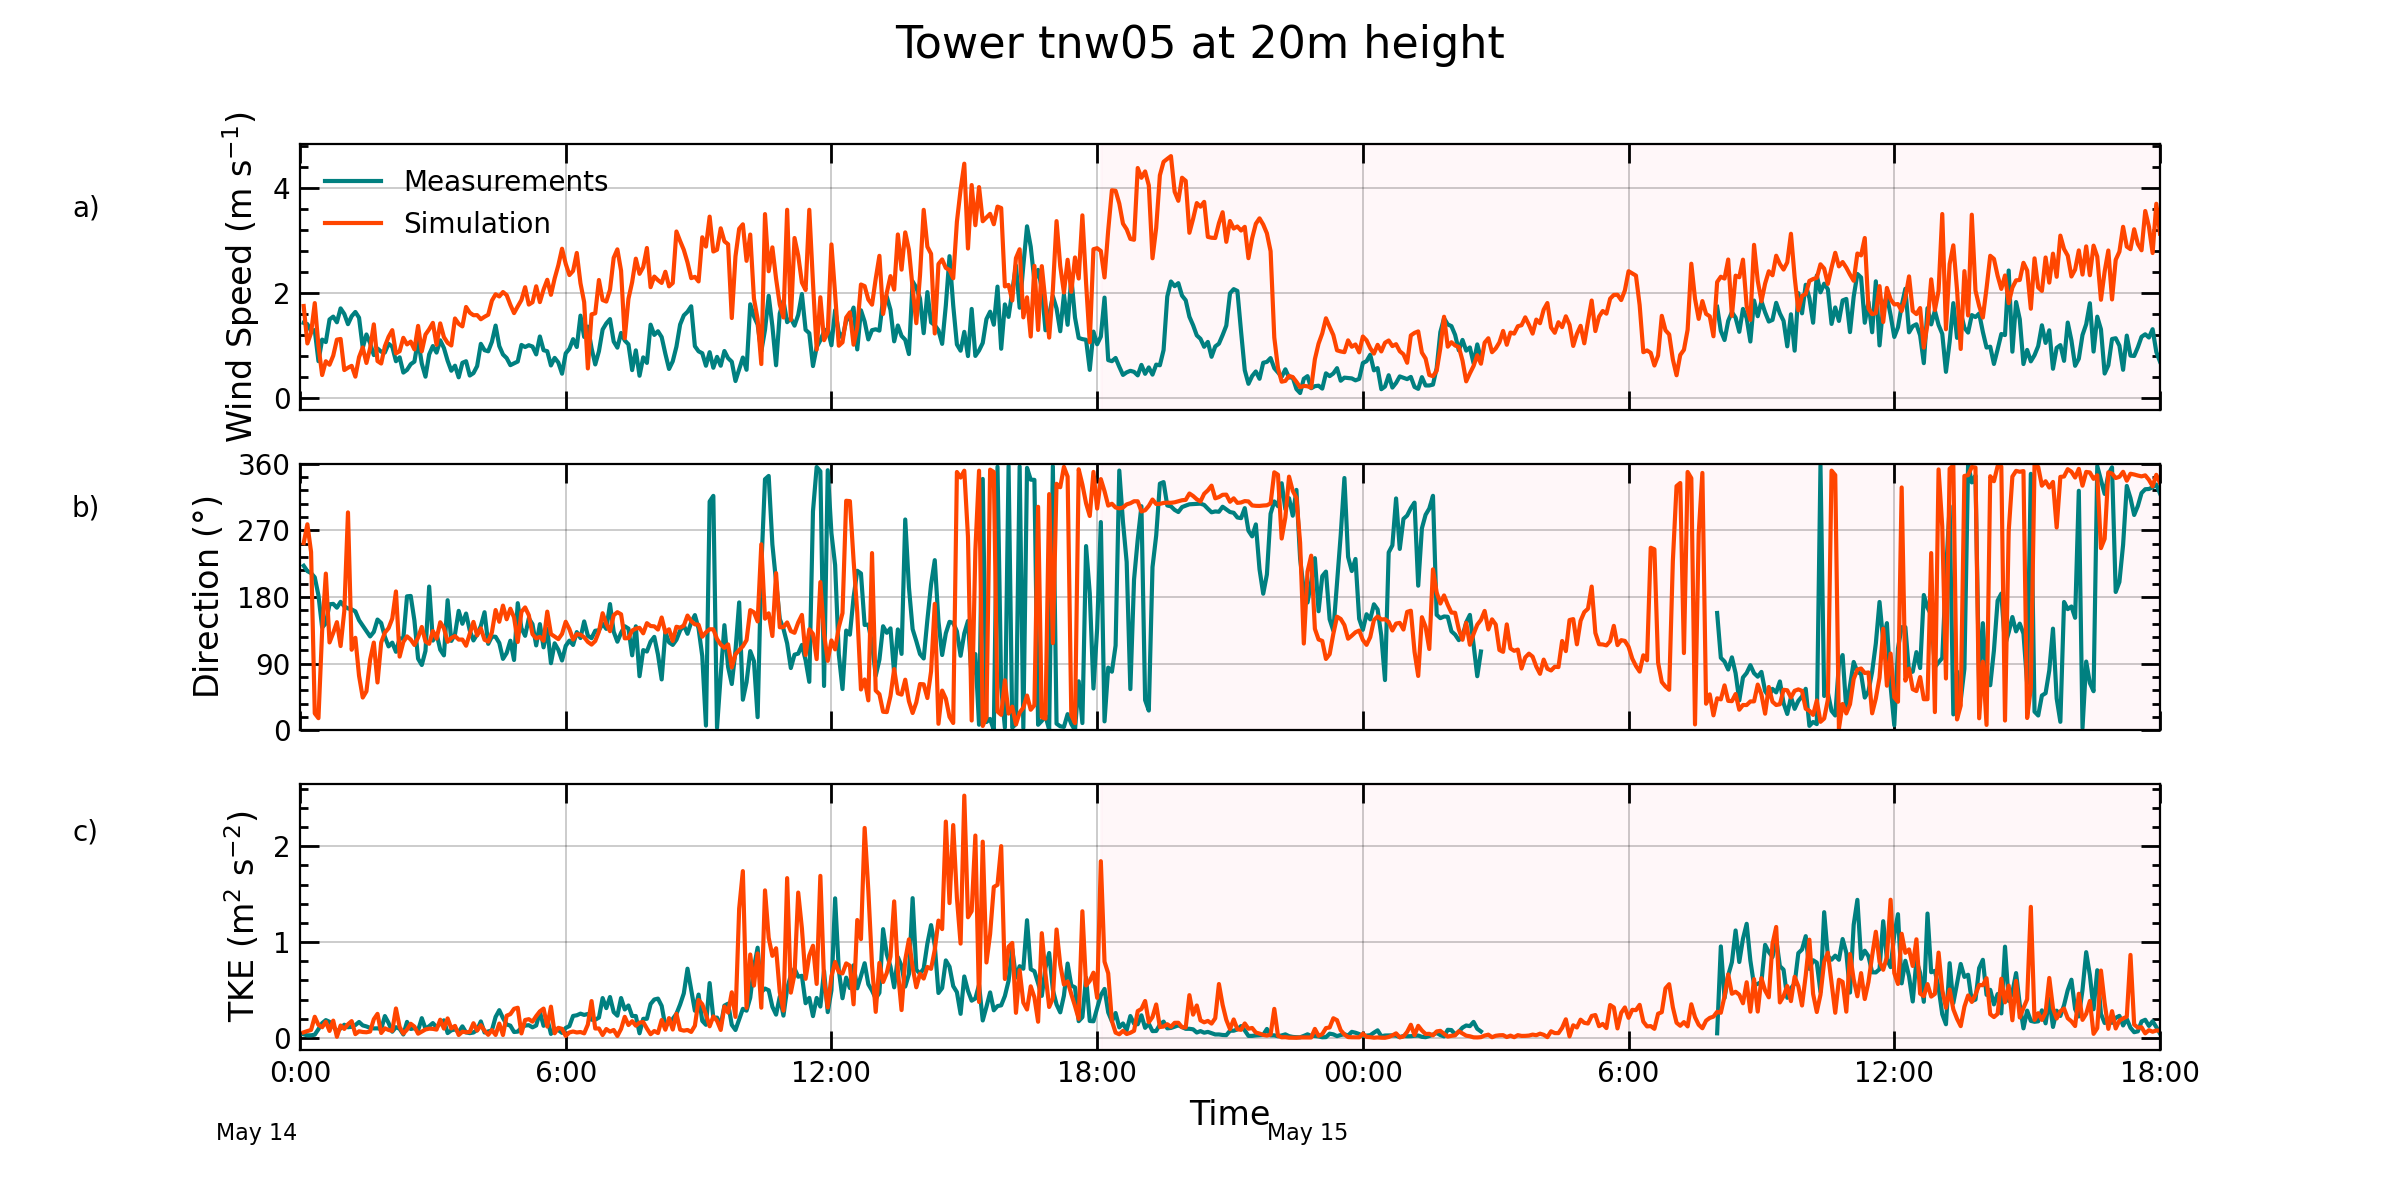 Tower tnw05 at 20m height
a)
Wind Speed (m s⁻¹)
4
2
0
Measurements
Simulation
b)
Direction (°)
360
270
180
90
0
c)
TKE (m² s⁻²)
2
1
0
0:00 6:00 12:00 18:00 00:00 6:00 12:00 18:00
Time
May 14 May 15